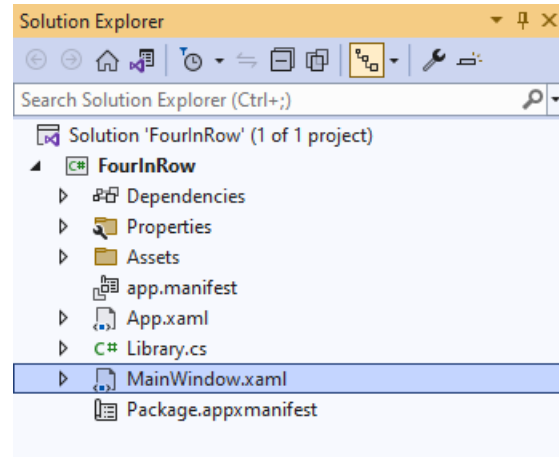 Solution Explorer
Search Solution Explorer (Ctrl+;)
Solution 'FourInRow' (1 of 1 project)
C# FourInRow
Dependencies
Properties
Assets
app.manifest
App.xaml
C# Library.cs
MainWindow.xaml
Package.appxmanifest